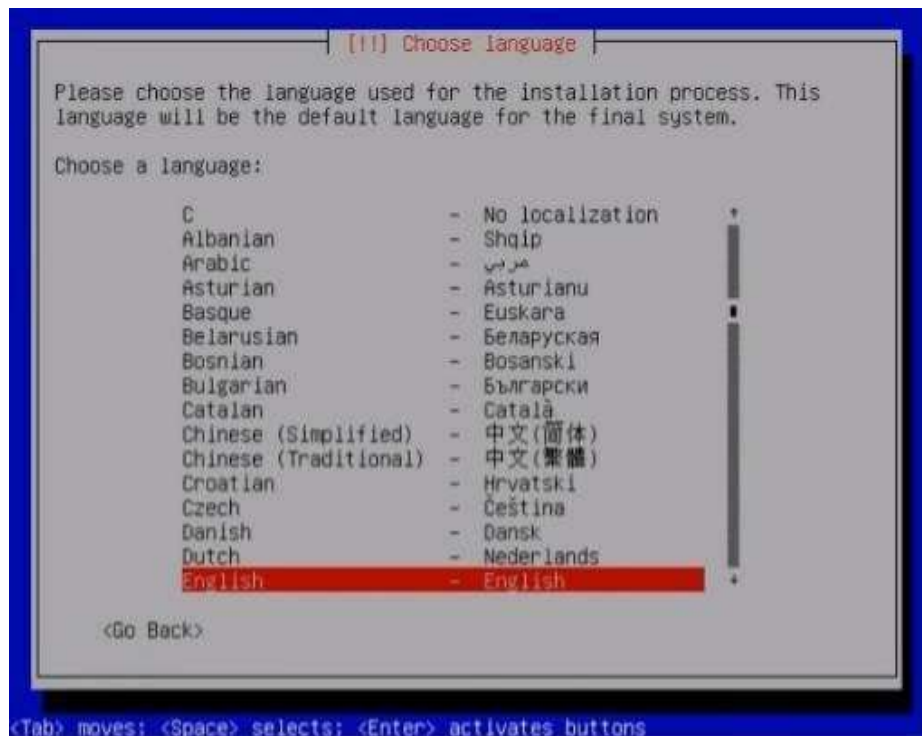 [!!] Choose language
Please choose the language used for the installation process. This
language will be the default language for the final system.
Choose a language:
C - No localization
Albanian - Shqip
Arabic - عربي
Asturian - Asturianu
Basque - Euskara
Belarusian - Беларуская
Bosnian - Bosanski
Bulgarian - Български
Catalan - Català
Chinese (Simplified) - 中文(简体)
Chinese (Traditional) - 中文(繁體)
Croatian - Hrvatski
Czech - Čeština
Danish - Dansk
Dutch - Nederlands
English - English
<Go Back>
<Tab> moves; <Space> selects; <Enter> activates buttons